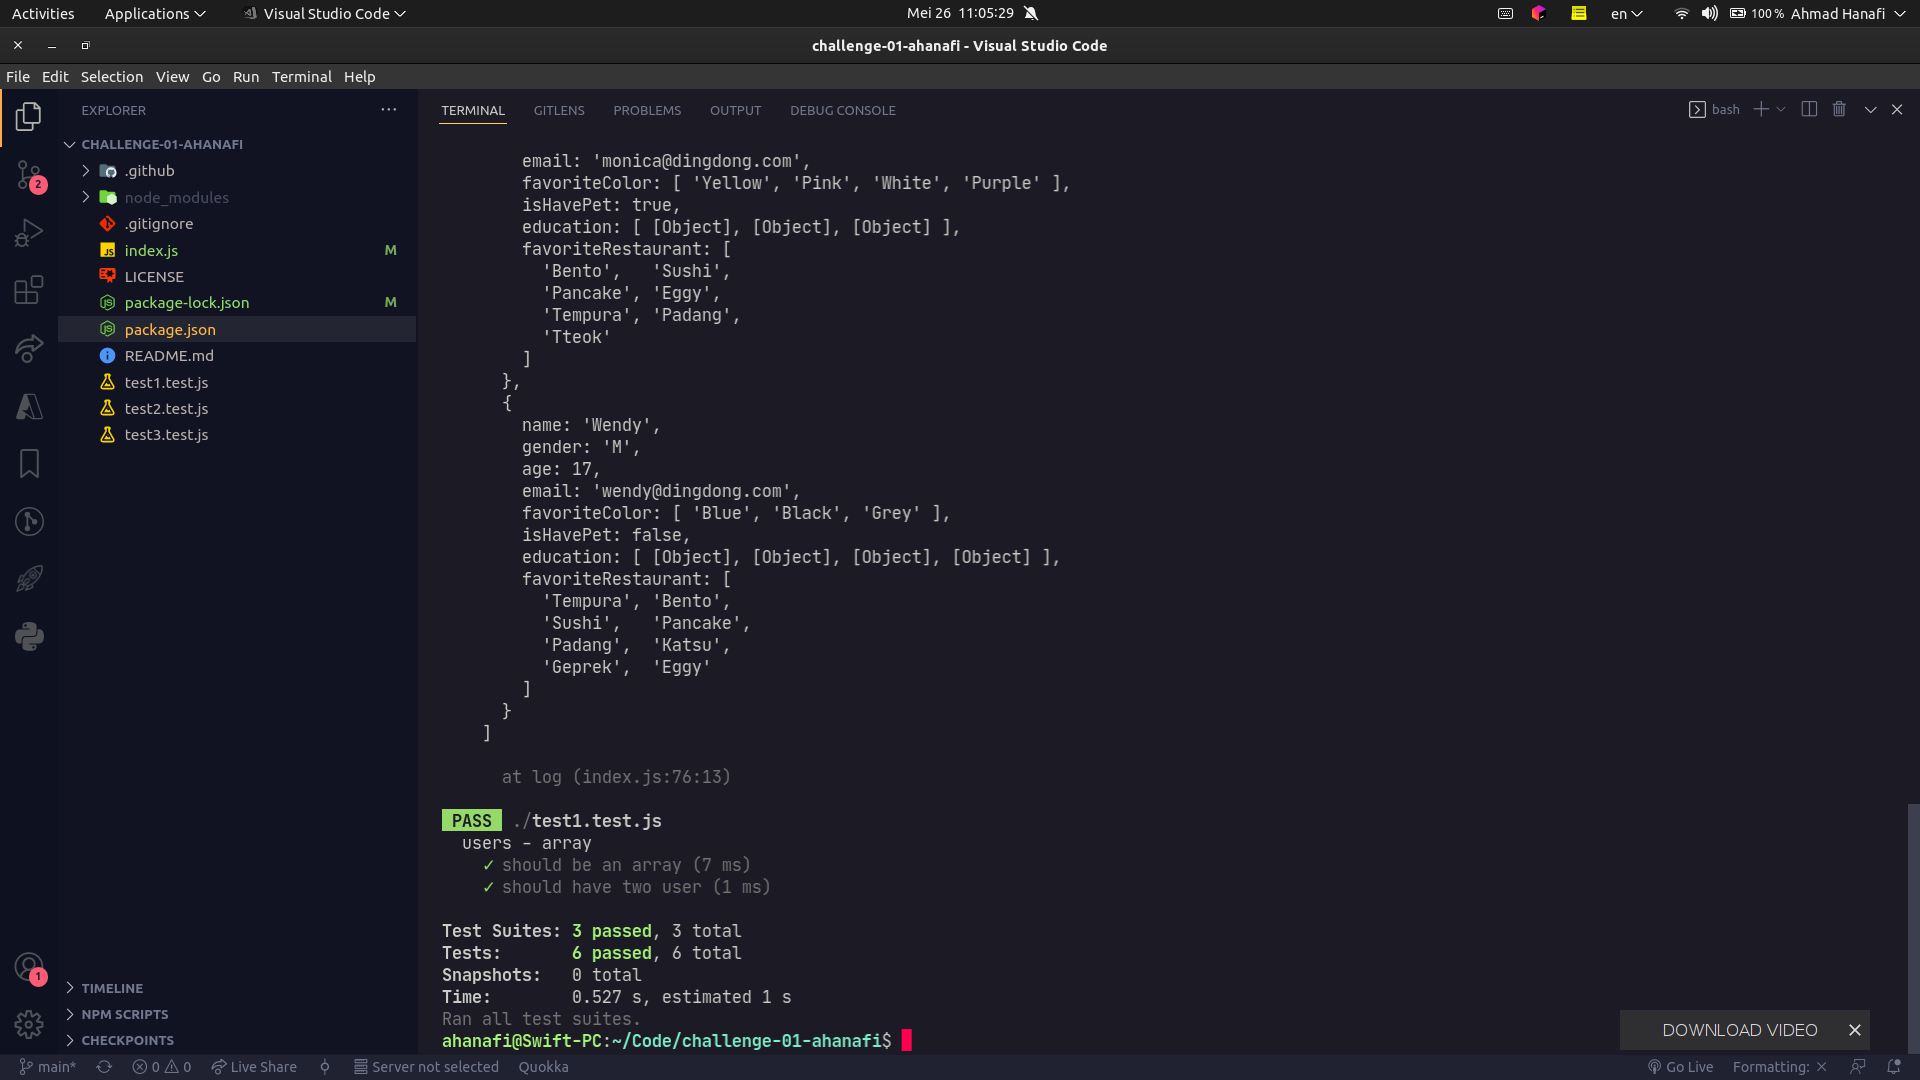 Activities Applications Visual Studio Code Mei 26 11:05:29 en 100 % Ahmad Hanafi
challenge-01-ahanafi - Visual Studio Code
File Edit Selection View Go Run Terminal Help
EXPLORER
CHALLENGE-01-AHANAFI
.github
2
node_modules
.gitignore
index.js M
LICENSE
package-lock.json M
package.json
README.md
test1.test.js
test2.test.js
test3.test.js
1
TIMELINE
NPM SCRIPTS
CHECKPOINTS
TERMINAL GITLENS PROBLEMS OUTPUT DEBUG CONSOLE bash
email: 'monica@dingdong.com',
favoriteColor: [ 'Yellow', 'Pink', 'White', 'Purple' ],
isHavePet: true,
education: [ [Object], [Object], [Object] ],
favoriteRestaurant: [
'Bento', 'Sushi',
'Pancake', 'Eggy',
'Tempura', 'Padang',
'Tteok'
]
},
{
name: 'Wendy',
gender: 'M',
age: 17,
email: 'wendy@dingdong.com',
favoriteColor: [ 'Blue', 'Black', 'Grey' ],
isHavePet: false,
education: [ [Object], [Object], [Object], [Object] ],
favoriteRestaurant: [
'Tempura', 'Bento',
'Sushi', 'Pancake',
'Padang', 'Katsu',
'Geprek', 'Eggy'
]
}
]
at log (index.js:76:13)
PASS ./test1.test.js
users - array
✓ should be an array (7 ms)
✓ should have two user (1 ms)
Test Suites: 3 passed, 3 total
Tests: 6 passed, 6 total
Snapshots: 0 total
Time: 0.527 s, estimated 1 s
Ran all test suites.
ahanafi@Swift-PC:~/Code/challenge-01-ahanafi$
DOWNLOAD VIDEO
main* 0 0 Live Share Server not selected Quokka Go Live Formatting: ×